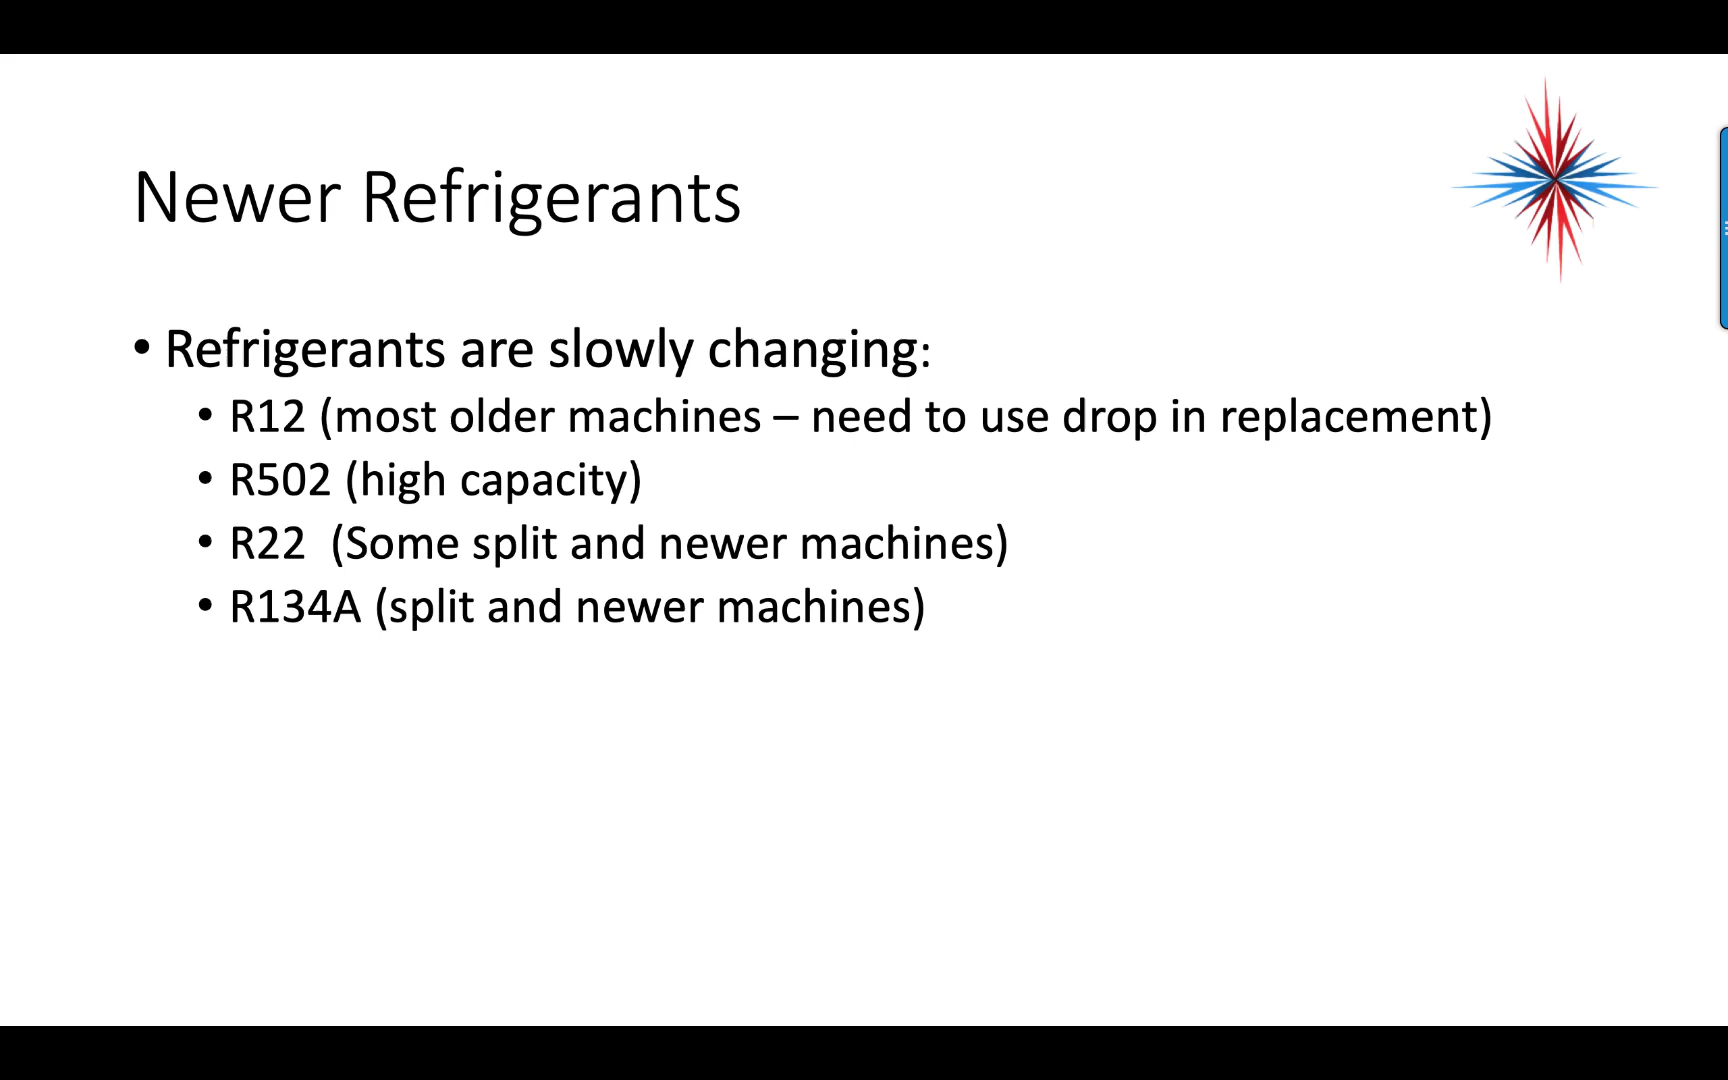 Newer Refrigerants
• Refrigerants are slowly changing:
• R12 (most older machines – need to use drop in replacement)
• R502 (high capacity)
• R22  (Some split and newer machines)
• R134A (split and newer machines)